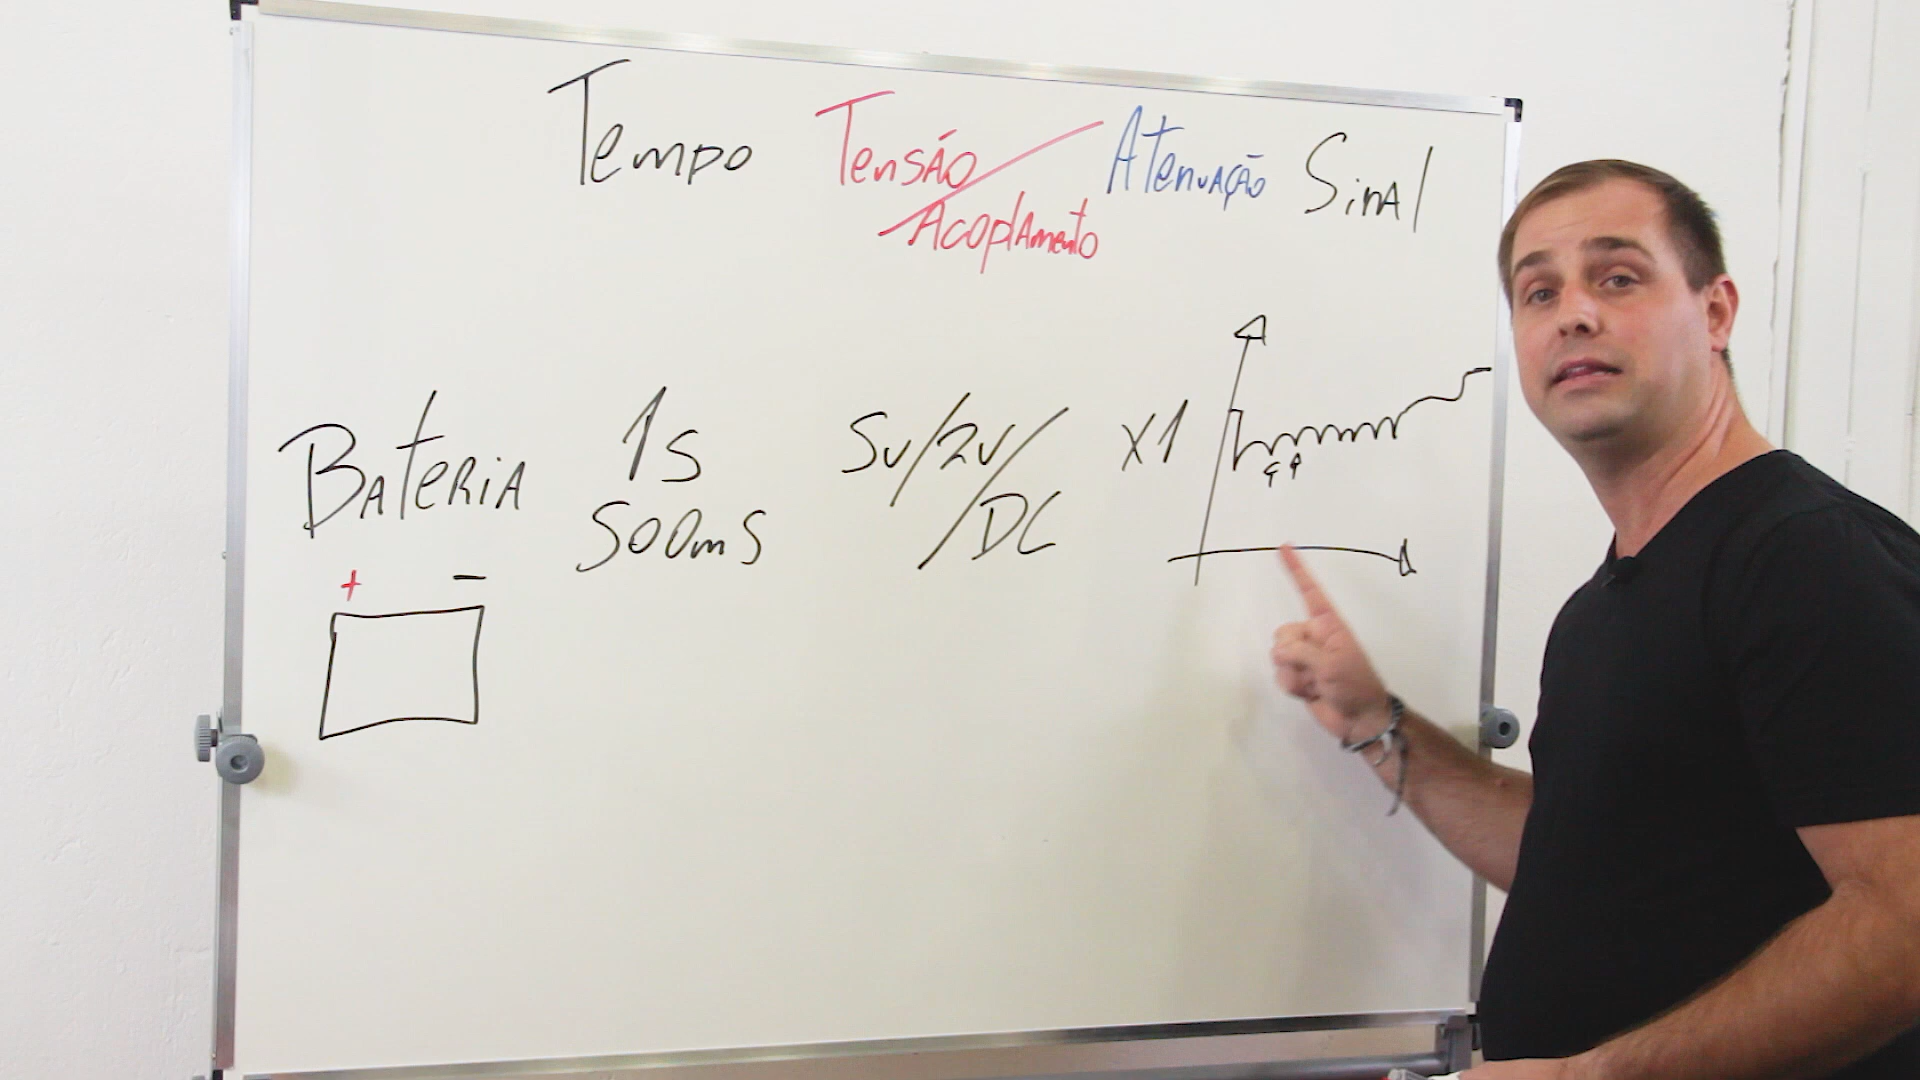 Tempo Tensão/Acoplamento Atenuação Sinal
Bateria 1s 5v/2v/DC x1
500ms
+ -